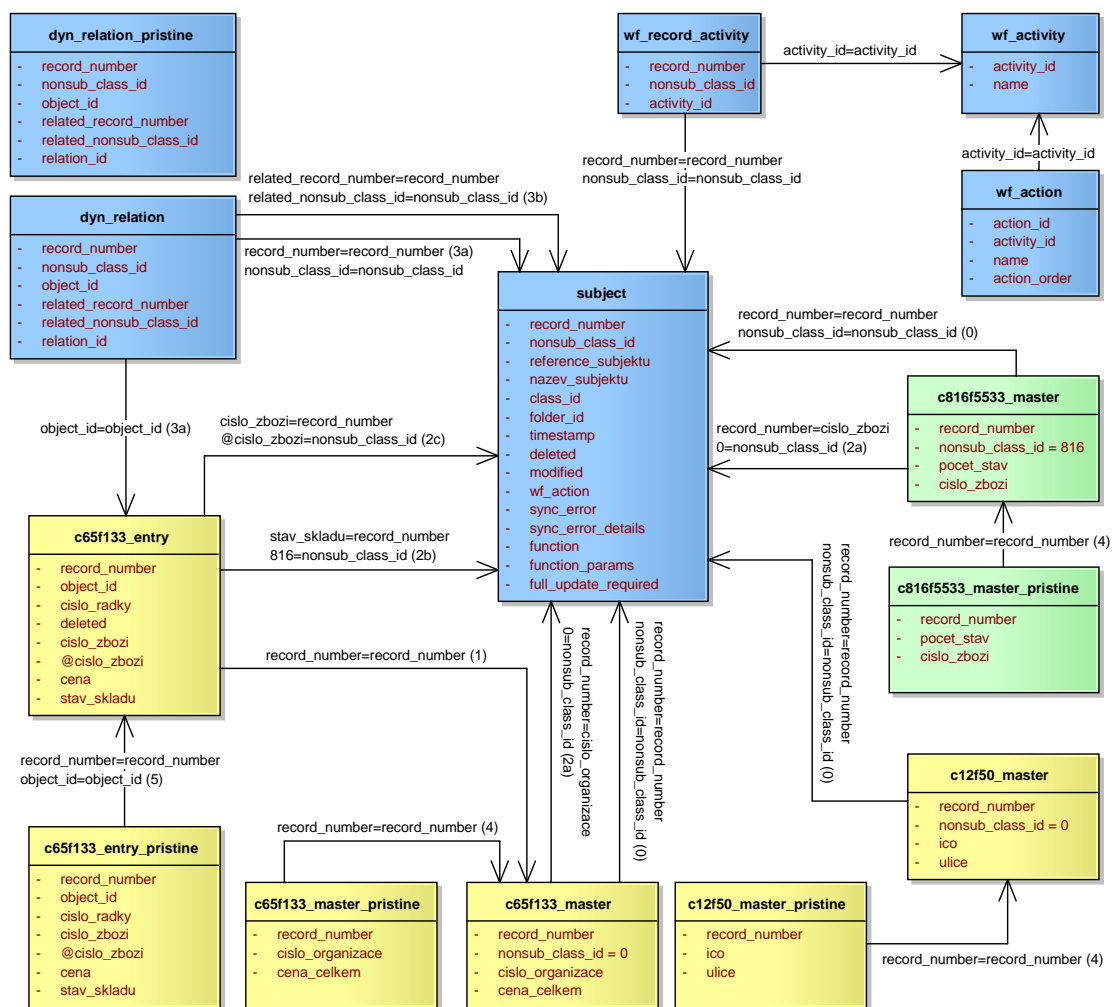 dyn_relation_pristine
- record_number
- nonsub_class_id
- object_id
- related_record_number
- related_nonsub_class_id
- relation_id
wf_record_activity
- record_number
- nonsub_class_id
- activity_id
activity_id=activity_id
wf_activity
- activity_id
- name
activity_id=activity_id
wf_action
- action_id
- activity_id
- name
- action_order
record_number=record_number
nonsub_class_id=nonsub_class_id
related_record_number=record_number
related_nonsub_class_id=nonsub_class_id (3b)
dyn_relation
- record_number
- nonsub_class_id
- object_id
- related_record_number
- related_nonsub_class_id
- relation_id
record_number=record_number (3a)
nonsub_class_id=nonsub_class_id
subject
- record_number
- nonsub_class_id
- reference_subjektu
- nazev_subjektu
- class_id
- folder_id
- timestamp
- deleted
- modified
- wf_action
- sync_error
- sync_error_details
- function
- function_params
- full_update_required
record_number=record_number
nonsub_class_id=nonsub_class_id (0)
c816f5533_master
- record_number
- nonsub_class_id = 816
- pocet_stav
- cislo_zbozi
record_number=cislo_zbozi
0=nonsub_class_id (2a)
object_id=object_id (3a)
cislo_zbozi=record_number
@cislo_zbozi=nonsub_class_id (2c)
c65f133_entry
- record_number
- object_id
- cislo_radky
- deleted
- cislo_zbozi
- @cislo_zbozi
- cena
- stav_skladu
stav_skladu=record_number
816=nonsub_class_id (2b)
record_number=record_number (4)
c816f5533_master_pristine
- record_number
- pocet_stav
- cislo_zbozi
record_number=record_number (1)
record_number=cislo_organizace
0=nonsub_class_id (2a)
record_number=record_number
nonsub_class_id=nonsub_class_id (0)
record_number=record_number
nonsub_class_id=nonsub_class_id (0)
record_number=record_number
object_id=object_id (5)
c12f50_master
- record_number
- nonsub_class_id = 0
- ico
- ulice
c65f133_entry_pristine
- record_number
- object_id
- cislo_radky
- cislo_zbozi
- @cislo_zbozi
- cena
- stav_skladu
record_number=record_number (4)
c65f133_master_pristine
- record_number
- cislo_organizace
- cena_celkem
c65f133_master
- record_number
- nonsub_class_id = 0
- cislo_organizace
- cena_celkem
c12f50_master_pristine
- record_number
- ico
- ulice
record_number=record_number (4)